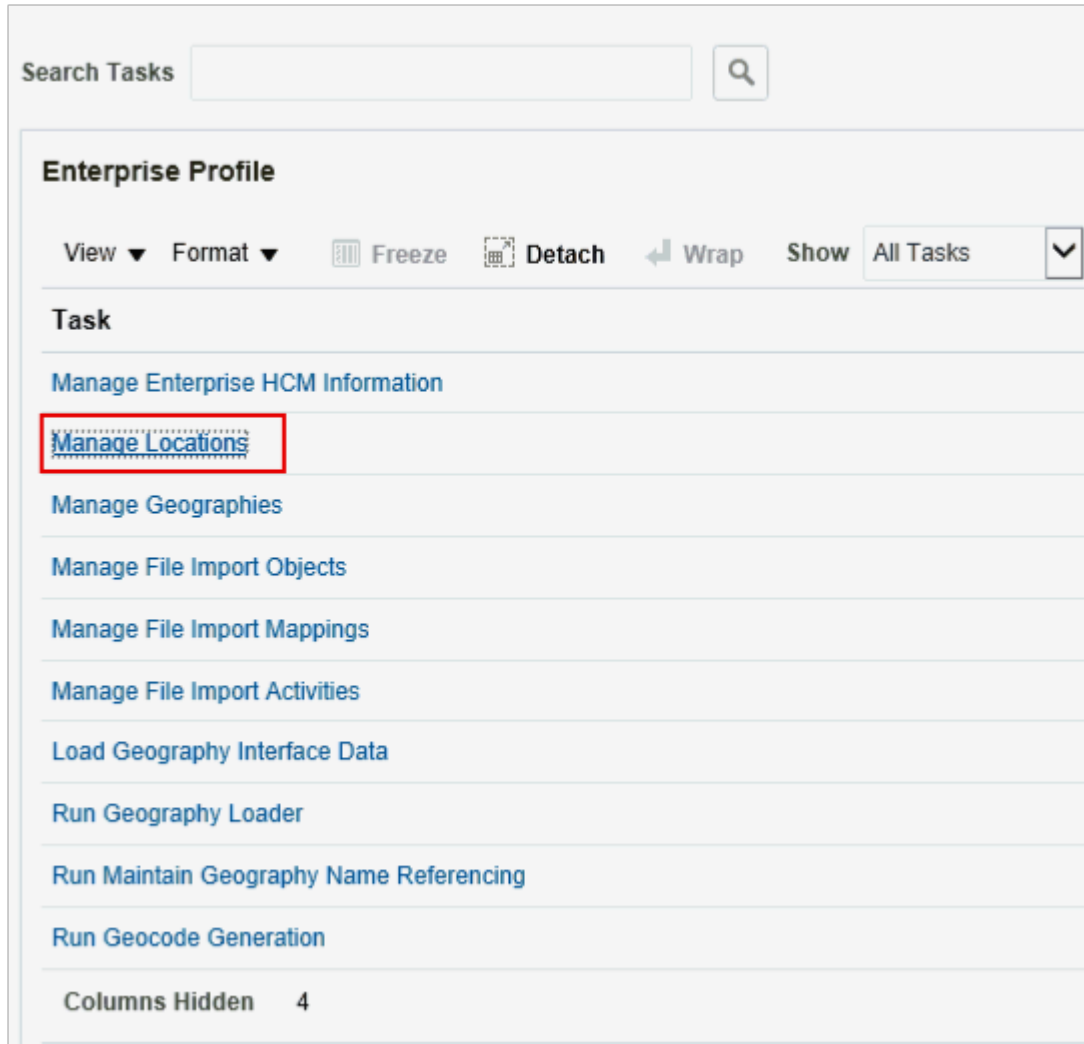 Search Tasks
Enterprise Profile
View Format Freeze Detach Wrap Show All Tasks
Task
Manage Enterprise HCM Information
Manage Locations
Manage Geographies
Manage File Import Objects
Manage File Import Mappings
Manage File Import Activities
Load Geography Interface Data
Run Geography Loader
Run Maintain Geography Name Referencing
Run Geocode Generation
Columns Hidden 4